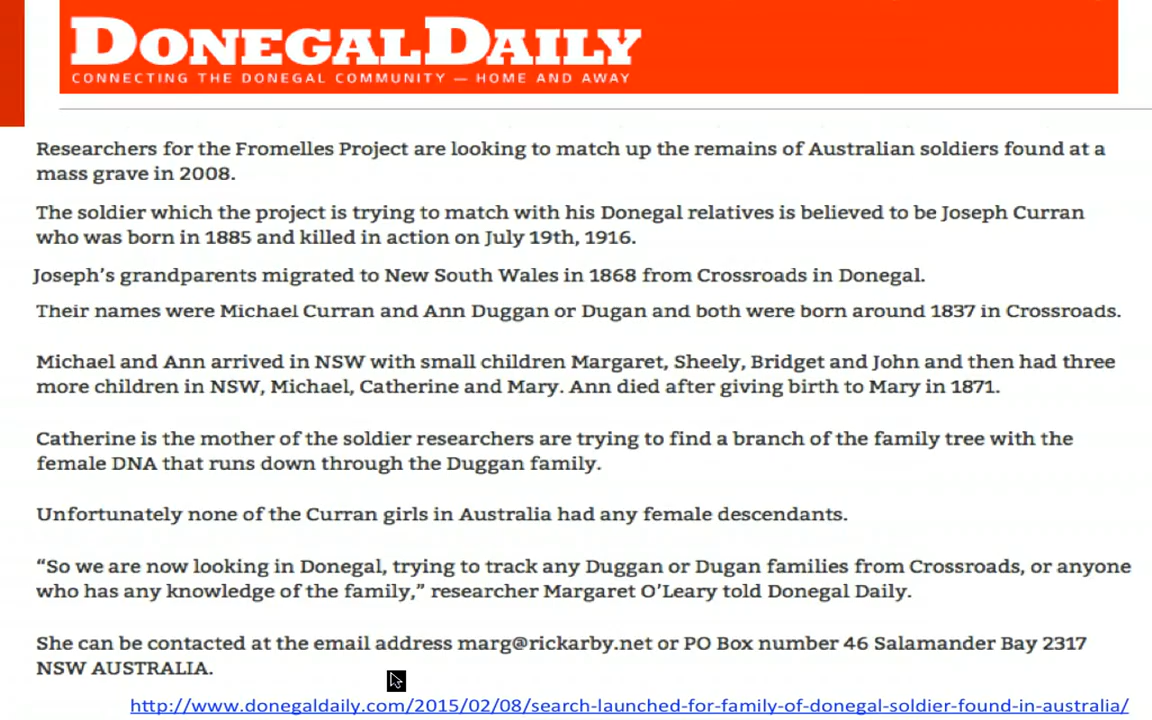 DONEGALDAILY
CONNECTING THE DONEGAL COMMUNITY — HOME AND AWAY
Researchers for the Fromelles Project are looking to match up the remains of Australian soldiers found at a
mass grave in 2008.
The soldier which the project is trying to match with his Donegal relatives is believed to be Joseph Curran
who was born in 1885 and killed in action on July 19th, 1916.
Joseph’s grandparents migrated to New South Wales in 1868 from Crossroads in Donegal.
Their names were Michael Curran and Ann Duggan or Dugan and both were born around 1837 in Crossroads.
Michael and Ann arrived in NSW with small children Margaret, Sheely, Bridget and John and then had three
more children in NSW, Michael, Catherine and Mary. Ann died after giving birth to Mary in 1871.
Catherine is the mother of the soldier researchers are trying to find a branch of the family tree with the
female DNA that runs down through the Duggan family.
Unfortunately none of the Curran girls in Australia had any female descendants.
“So we are now looking in Donegal, trying to track any Duggan or Dugan families from Crossroads, or anyone
who has any knowledge of the family,” researcher Margaret O’Leary told Donegal Daily.
She can be contacted at the email address marg@rickarby.net or PO Box number 46 Salamander Bay 2317
NSW AUSTRALIA.
http://www.donegaldaily.com/2015/02/08/search-launched-for-family-of-donegal-soldier-found-in-australia/